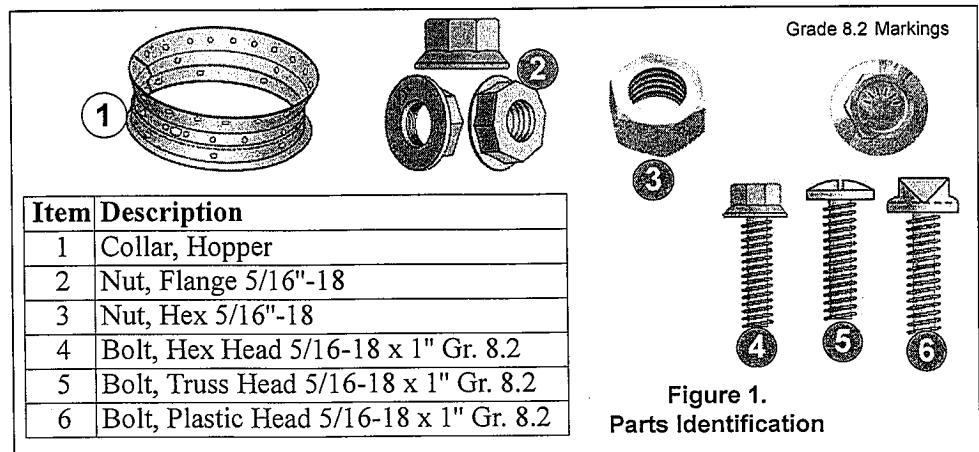 Grade 8.2 Markings
1
2
3
Item Description
1 Collar, Hopper
2 Nut, Flange 5/16"-18
3 Nut, Hex 5/16"-18
4 Bolt, Hex Head 5/16-18 x 1" Gr. 8.2
5 Bolt, Truss Head 5/16-18 x 1" Gr. 8.2
6 Bolt, Plastic Head 5/16-18 x 1" Gr. 8.2
4
5
6
Figure 1.
Parts Identification